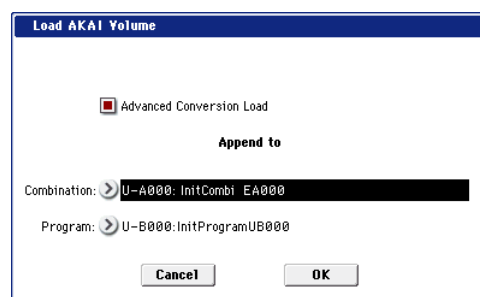 Load AKAI Volume
Advanced Conversion Load
Append to
Combination: U-A000: InitCombi EA000
Program: U-B000:InitProgramUB000
Cancel OK